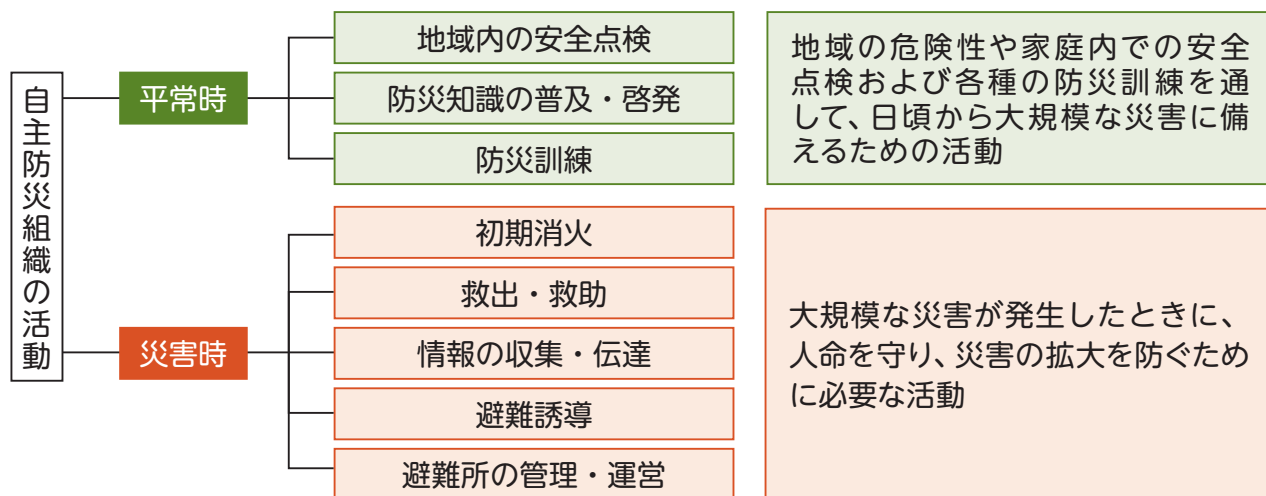 自主防災組織の活動
平常時
地域内の安全点検
防災知識の普及・啓発
防災訓練
地域の危険性や家庭内での安全
点検および各種の防災訓練を通
して、日頃から大規模な災害に備
えるための活動
災害時
初期消火
救出・救助
情報の収集・伝達
避難誘導
避難所の管理・運営
大規模な災害が発生したときに、
人命を守り、災害の拡大を防ぐため
に必要な活動